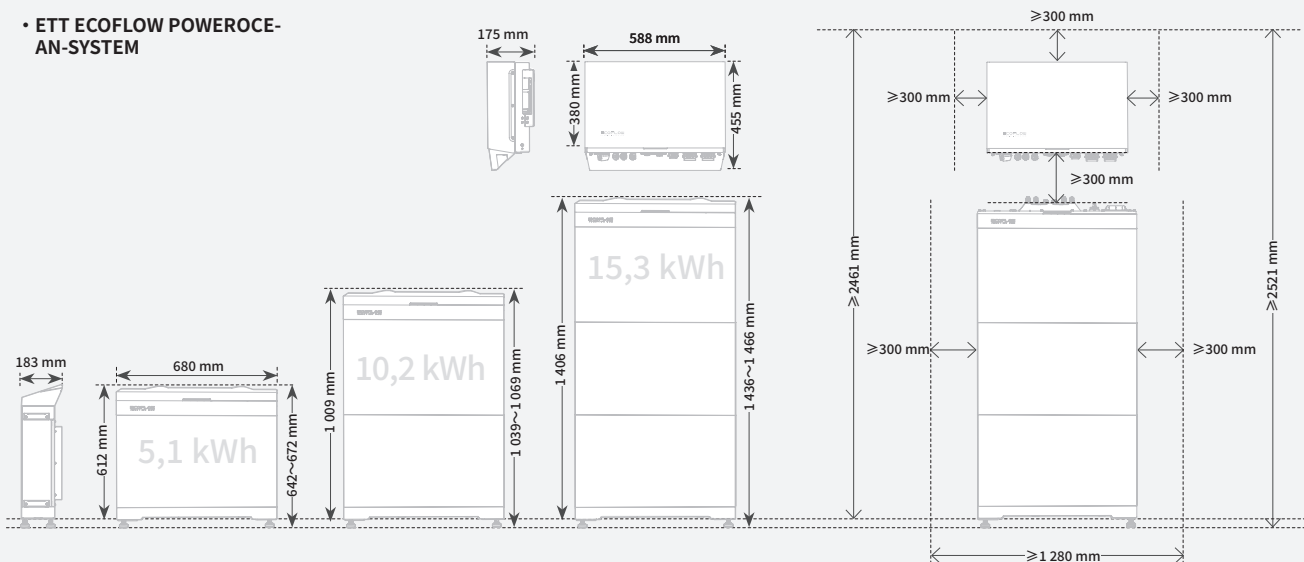 • ETT ECOFLOW POWEROCE-
AN-SYSTEM
175 mm
588 mm
380 mm
455 mm
≥300 mm
≥300 mm
≥300 mm
≥300 mm
≥2461 mm
≥2521 mm
≥300 mm
≥300 mm
≥1 280 mm
15,3 kWh
1 406 mm
1 436~1 466 mm
10,2 kWh
1 009 mm
1 039~1 069 mm
183 mm
680 mm
5,1 kWh
612 mm
642~672 mm